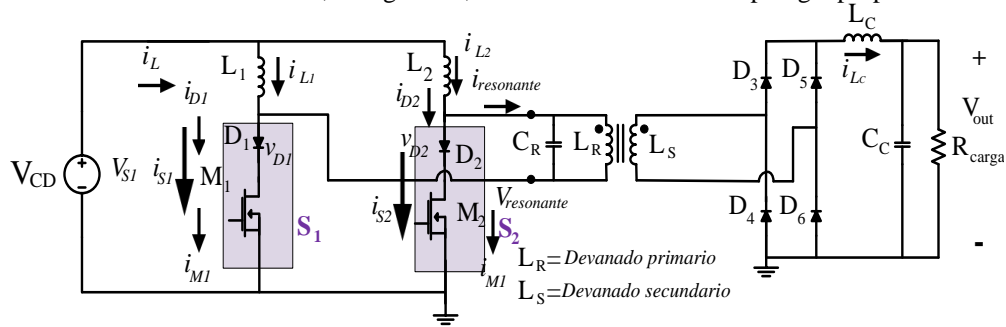 L_C
i_L
L_1
i_L1
L_2
i_L2
i_resonante
i_D1
i_D2
D_3
D_5
i_Lc
+
V_CD
V_S1
i_S1
D_1
v_D1
M_1
v_D2
D_2
C_R
L_R
L_S
C_C
V_out
R_carga
i_S2
M_2
V_resonante
D_4
D_6
S_1
S_2
i_M1
i_M1
L_R=Devanado primario
L_S=Devanado secundario
-